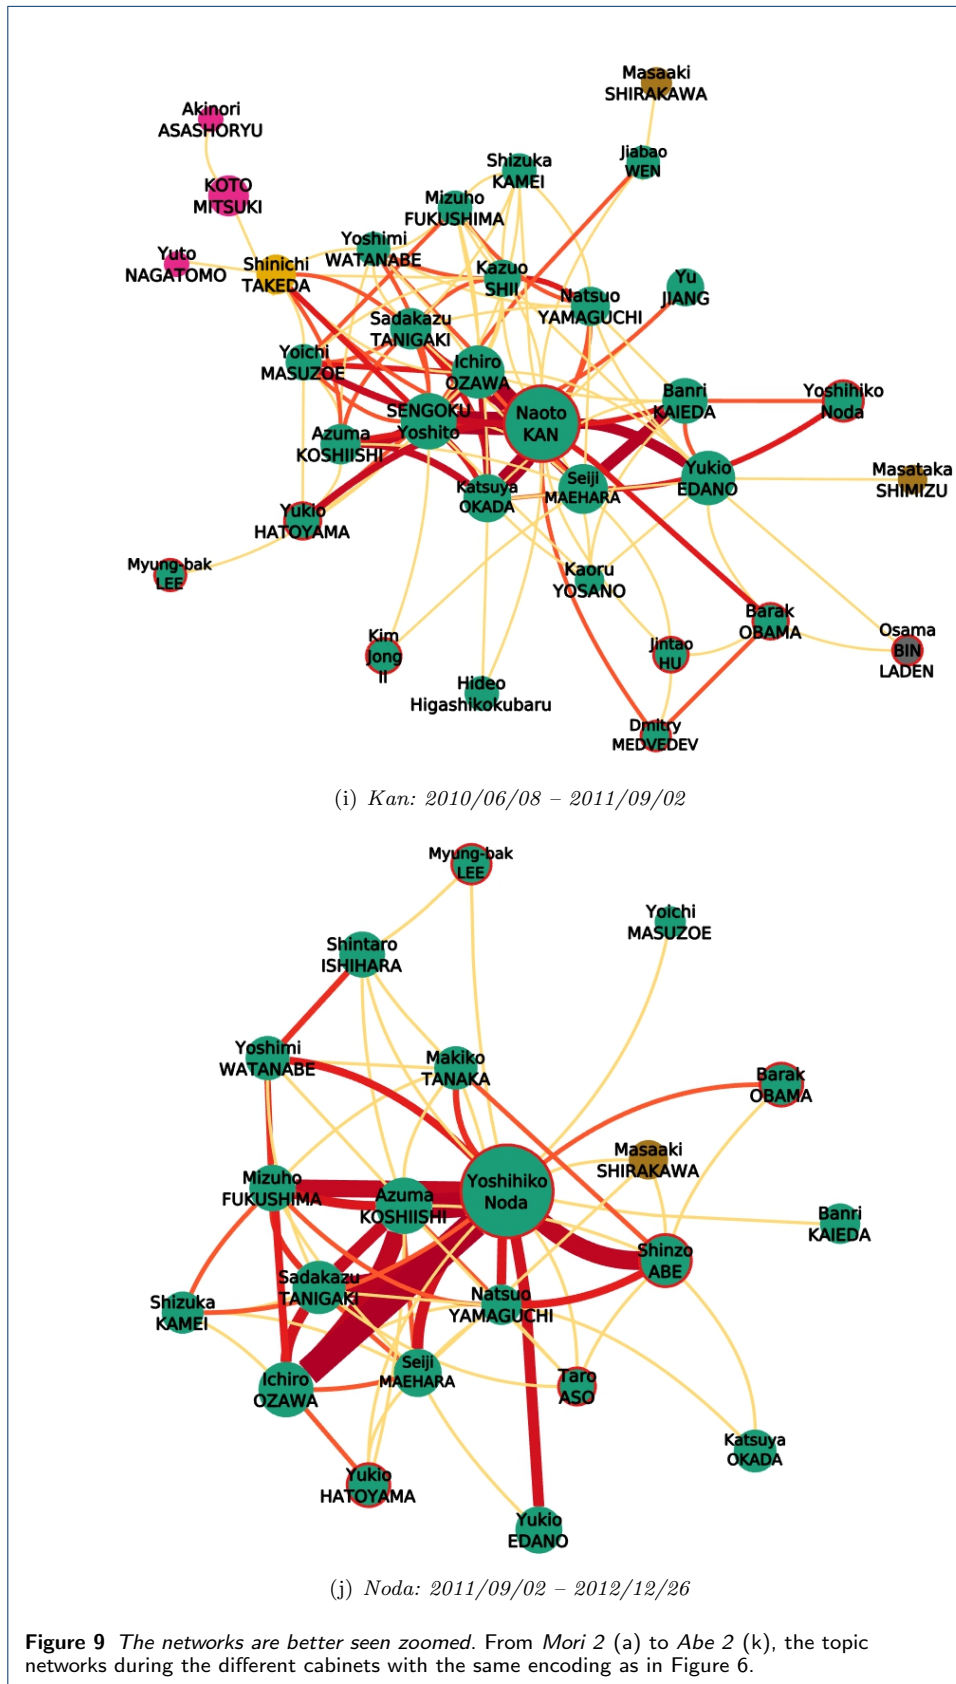 Masaaki
SHIRAKAWA
Akinori
ASASHORYU
Jiabao
WEN
Shizuka
KAMEI
KOTO
MITSUKI
Mizuho
FUKUSHIMA
Yoshimi
WATANABE
Yuto
NAGATOMO
Shinichi
TAKEDA
Kazuo
SHII
Yu
JIANG
Natsuo
YAMAGUCHI
Sadakazu
TANIGAKI
Yoichi
MASUZOE
Ichiro
OZAWA
Banri
KAIEDA
Yoshihiko
Noda
SENGOKU
Yoshito
Naoto
KAN
Azuma
KOSHIISHI
Yukio
EDANO
Masataka
SHIMIZU
Katsuya
OKADA
Seiji
MAEHARA
Yukio
HATOYAMA
Myung-bak
LEE
Kaoru
YOSANO
Barak
OBAMA
Kim
Jong
Il
Jintao
HU
Osama
BIN
LADEN
Hideo
Higashikokubaru
Dmitry
MEDVEDEV
(i) Kan: 2010/06/08 – 2011/09/02
Myung-bak
LEE
Yoichi
MASUZOE
Shintaro
ISHIHARA
Yoshimi
WATANABE
Makiko
TANAKA
Barak
OBAMA
Masaaki
SHIRAKAWA
Mizuho
FUKUSHIMA
Azuma
KOSHIISHI
Yoshihiko
Noda
Banri
KAIEDA
Shinzo
ABE
Sadakazu
TANIGAKI
Shizuka
KAMEI
Natsuo
YAMAGUCHI
Ichiro
OZAWA
Seiji
MAEHARA
Taro
ASO
Katsuya
OKADA
Yukio
HATOYAMA
Yukio
EDANO
(j) Noda: 2011/09/02 – 2012/12/26
Figure 9 The networks are better seen zoomed. From Mori 2 (a) to Abe 2 (k), the topic
networks during the different cabinets with the same encoding as in Figure 6.